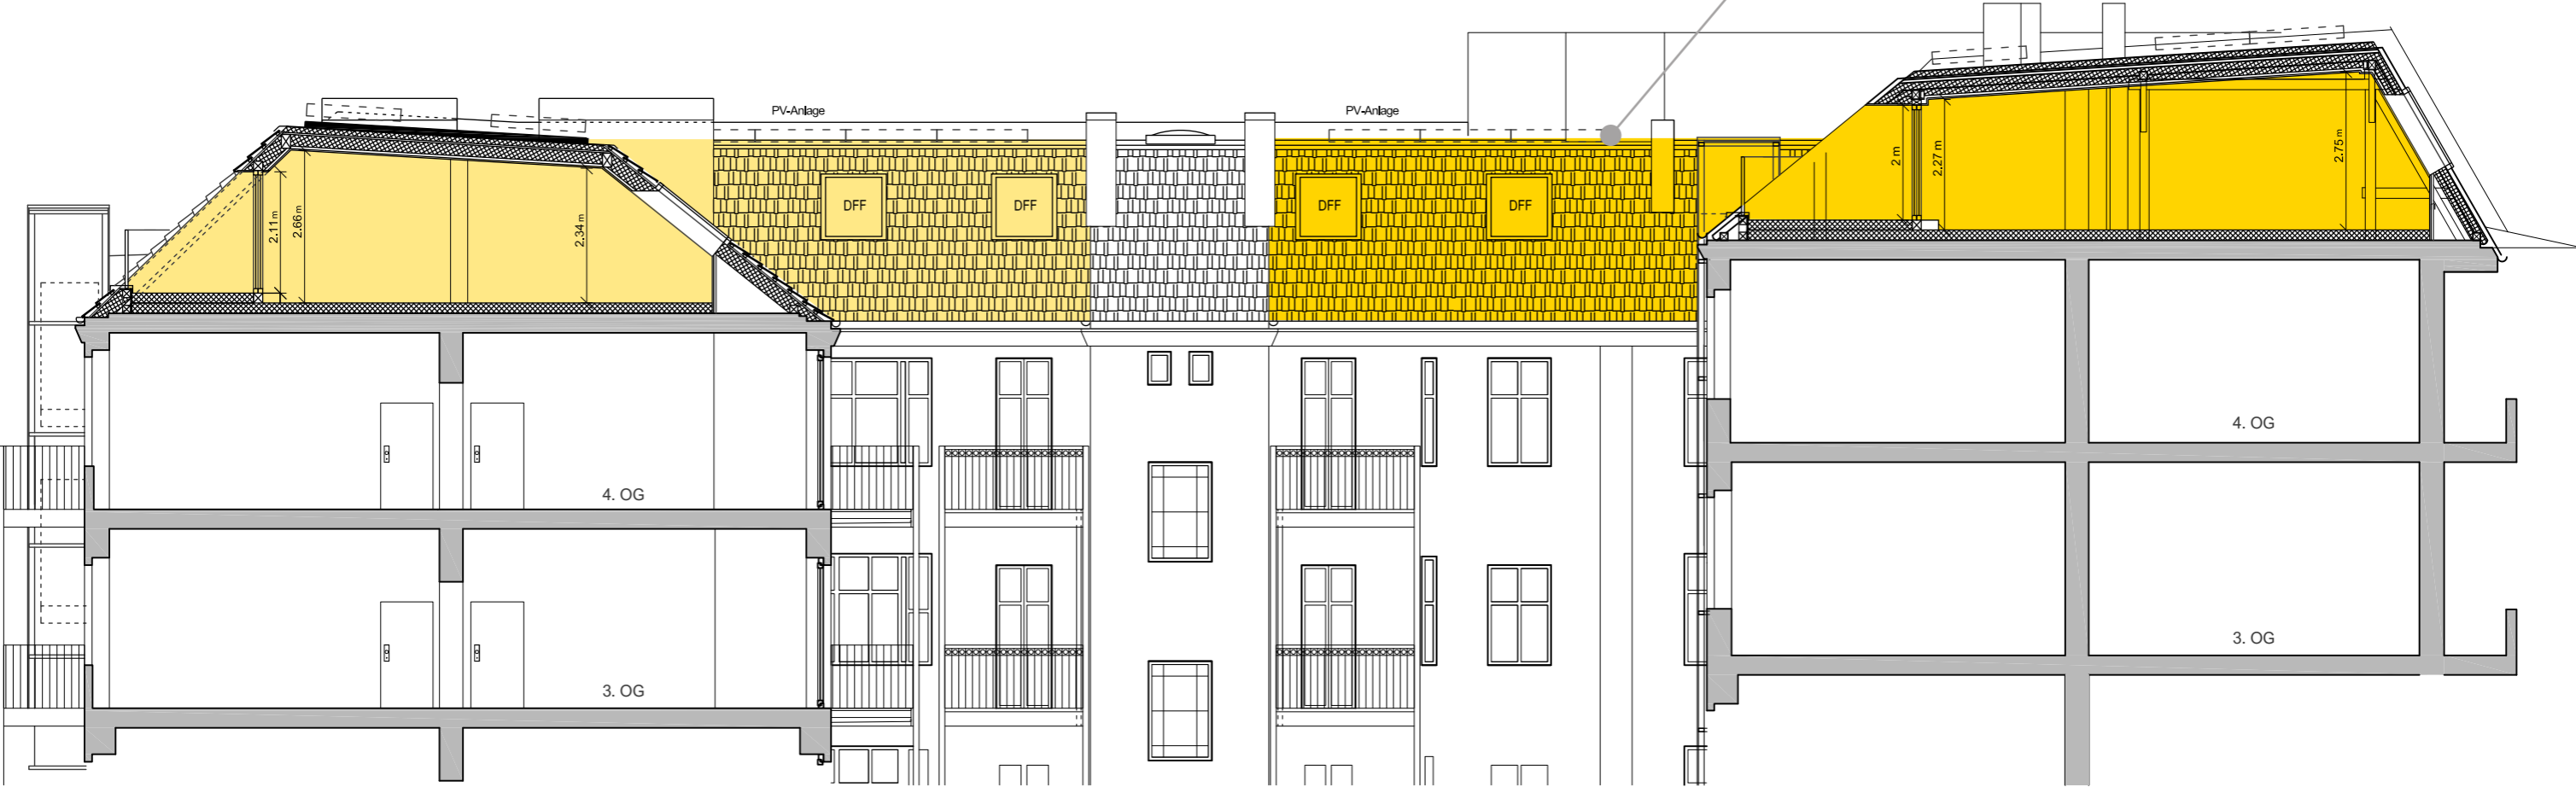 PV-Anlage
PV-Anlage
2,11 m
2,66 m
2,34 m
DFF
DFF
DFF
DFF
2 m
2,27 m
2,75 m
4. OG
4. OG
3. OG
3. OG